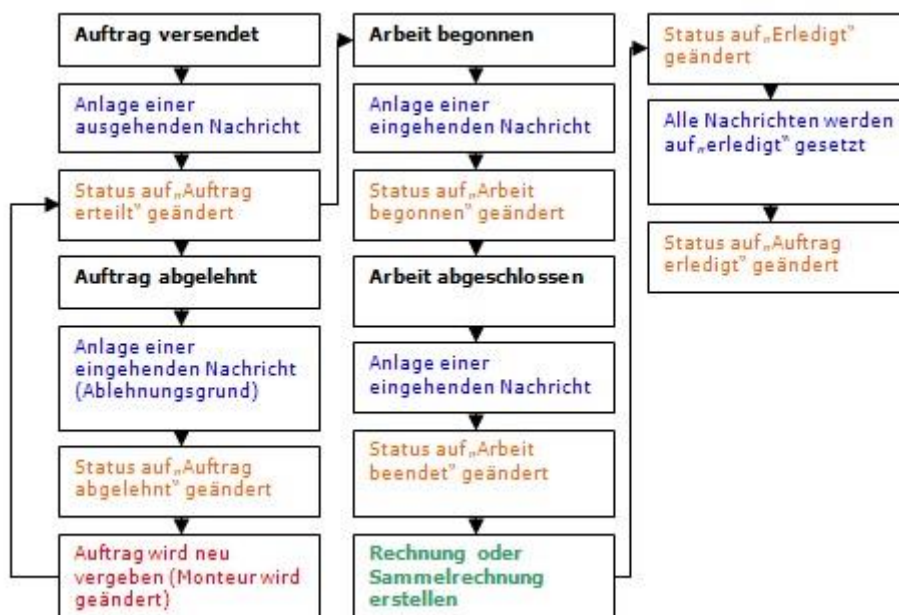 Auftrag versendet
Anlage einer
ausgehenden Nachricht
Status auf „Auftrag
erteilt" geändert
Auftrag abgelehnt
Anlage einer
eingehenden Nachricht
(Ablehnungsgrund)
Status auf „Auftrag
abgelehnt" geändert
Auftrag wird neu
vergeben (Monteur wird
geändert)
Arbeit begonnen
Anlage einer
eingehenden Nachricht
Status auf „Arbeit
begonnen" geändert
Arbeit abgeschlossen
Anlage einer
eingehenden Nachricht
Status auf „Arbeit
beendet" geändert
Rechnung oder
Sammelrechnung
erstellen
Status auf „Erledigt"
geändert
Alle Nachrichten werden
auf „erledigt" gesetzt
Status auf „Auftrag
erledigt" geändert